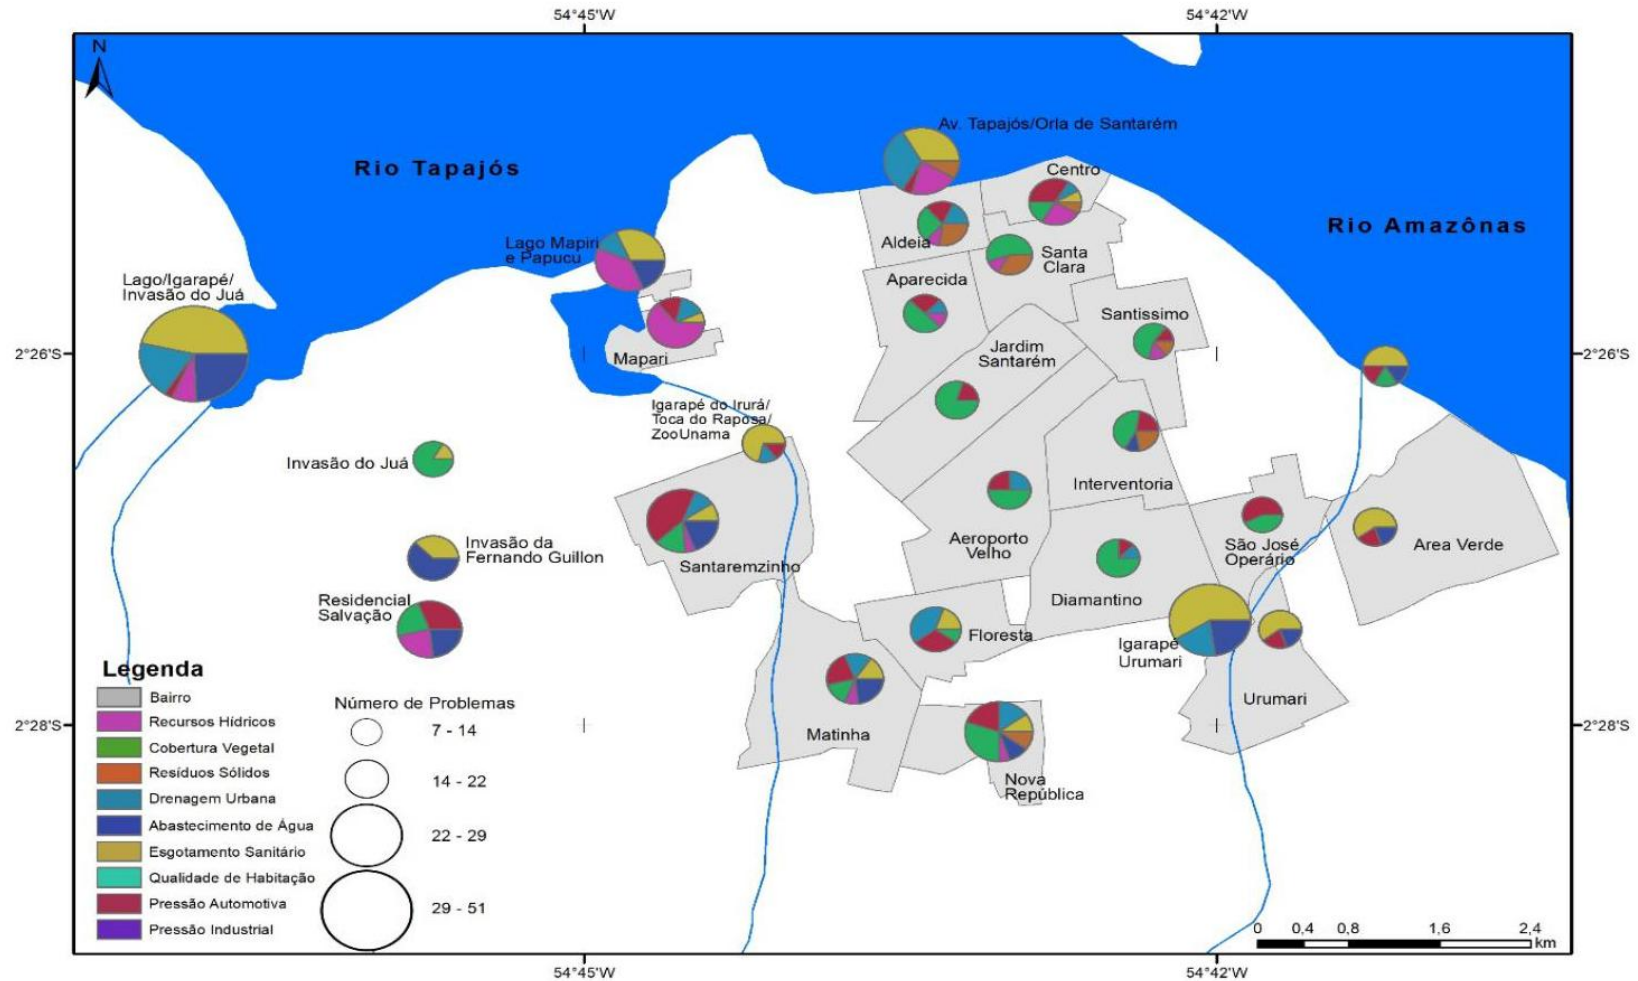 54°45'W
54°42'W
N
Av. Tapajós/Orla de Santarém
Rio Tapajós
Centro
Rio Amazônas
Lago Mapiri
e Papucu
Aldeia
Santa
Clara
Lago/Igarapé/
Invasão do Juá
Aparecida
Santissimo
2°26'S
Mapari
Jardim
Santarém
2°26'S
Igarapé do Irurá/
Toca do Raposa/
ZooUnama
Invasão do Juá
Interventoria
Invasão da
Fernando Guillon
Santaremzinho
Aeroporto
Velho
São José
Operário
Area Verde
Residencial
Salvação
Diamantino
Floresta
Igarapé
Urumari
Urumari
Matinha
Nova
República
Legenda
Bairro
Recursos Hídricos
Cobertura Vegetal
Resíduos Sólidos
Drenagem Urbana
Abastecimento de Água
Esgotamento Sanitário
Qualidade de Habitação
Pressão Automotiva
Pressão Industrial
Número de Problemas
7 - 14
14 - 22
22 - 29
29 - 51
2°28'S
2°28'S
0 0,4 0,8 1,6 2,4
km
54°45'W
54°42'W